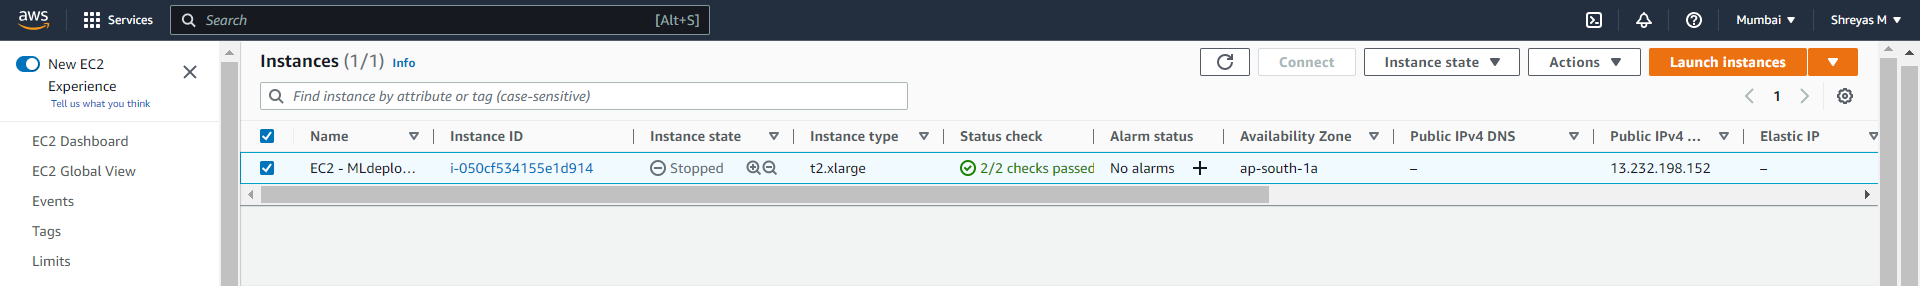 aws Services Search [Alt+S] Mumbai Shreyas M
New EC2
Experience
Tell us what you think
EC2 Dashboard
EC2 Global View
Events
Tags
Limits
Instances (1/1) Info
Connect Instance state Actions Launch instances
Find instance by attribute or tag (case-sensitive)
1
Name Instance ID Instance state Instance type Status check Alarm status Availability Zone Public IPv4 DNS Public IPv4 ... Elastic IP
EC2 - MLdeplo... i-050cf534155e1d914 Stopped t2.xlarge 2/2 checks passed No alarms + ap-south-1a – 13.232.198.152 –